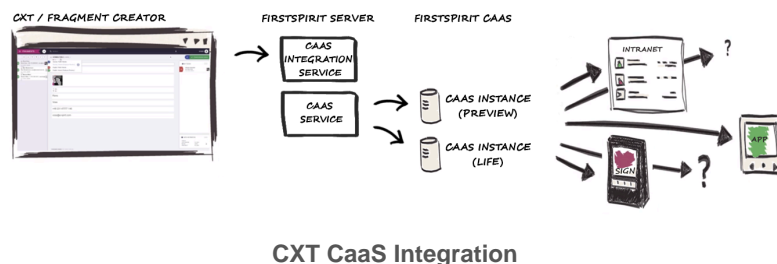 CXT / FRAGMENT CREATOR
FIRSTSPIRIT SERVER
FIRSTSPIRIT CAAS
CAAS
INTEGRATION
SERVICE
CAAS
SERVICE
CAAS INSTANCE
(PREVIEW)
CAAS INSTANCE
(LIFE)
INTRANET
?
APP
SIGN
?
CXT CaaS Integration